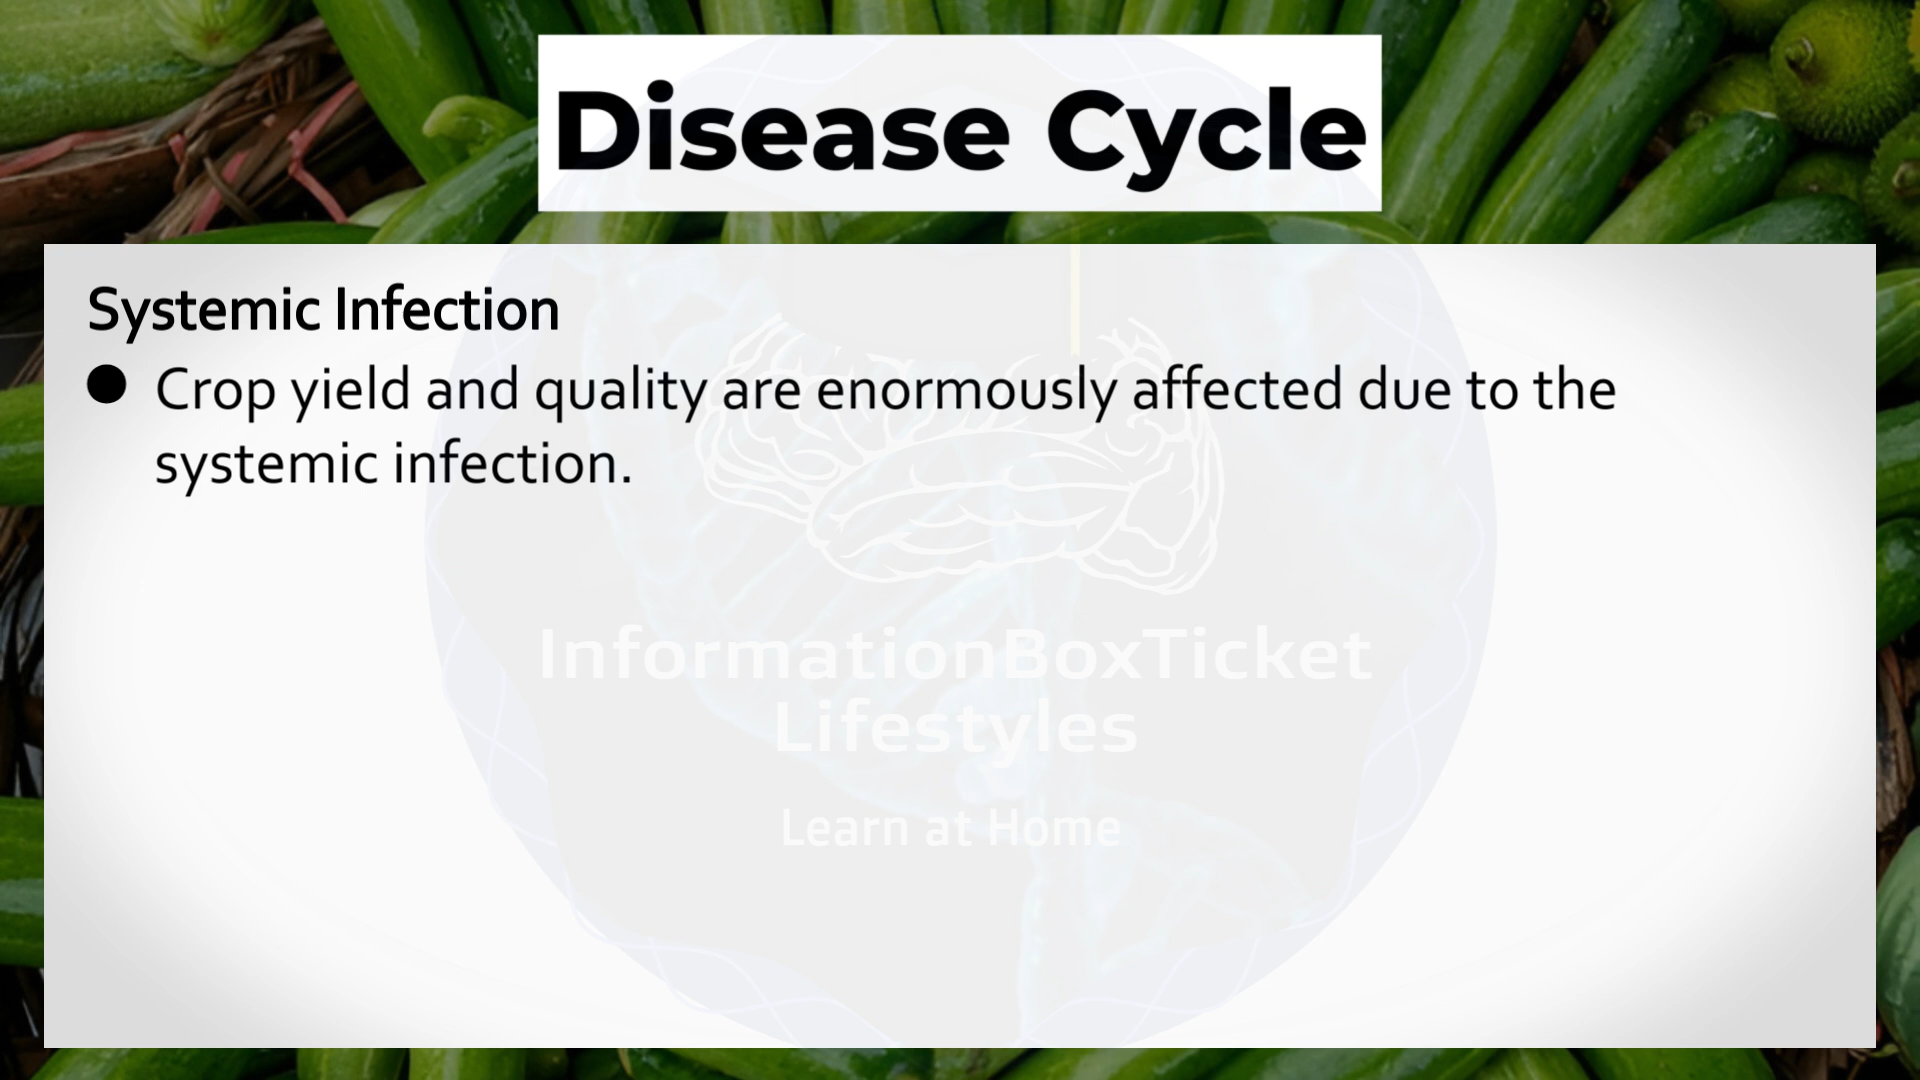 Disease Cycle
Systemic Infection
● Crop yield and quality are enormously affected due to the
systemic infection.
InformationBoxTicket
Lifestyles
Learn at Home